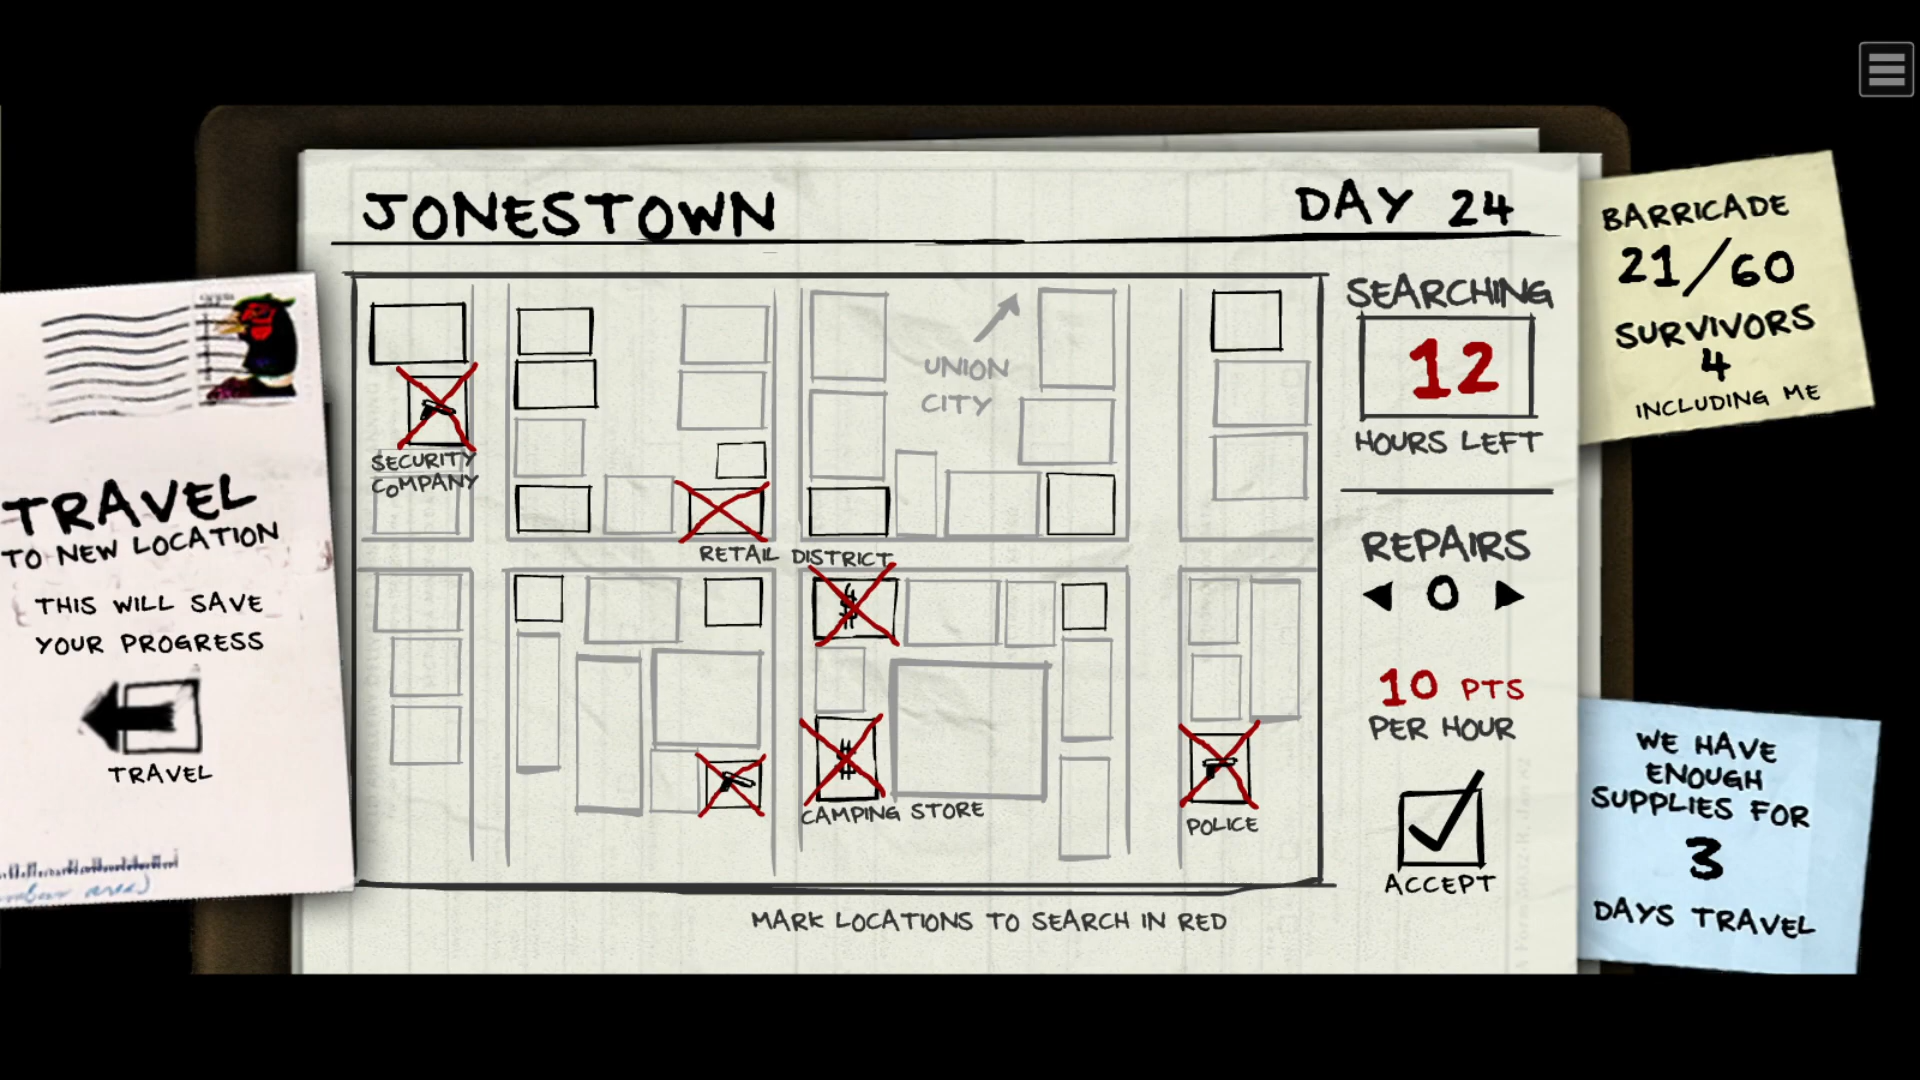 JONESTOWN
DAY 24
BARRICADE
21/60
SURVIVORS
4
INCLUDING ME
SEARCHING
12
HOURS LEFT
UNION
CITY
SECURITY
COMPANY
TRAVEL
TO NEW LOCATION
THIS WILL SAVE
YOUR PROGRESS
TRAVEL
RETAIL DISTRICT
$
$
CAMPING STORE
POLICE
REPAIRS
0
10 PTS
PER HOUR
ACCEPT
WE HAVE
ENOUGH
SUPPLIES FOR
3
DAYS TRAVEL
MARK LOCATIONS TO SEARCH IN RED